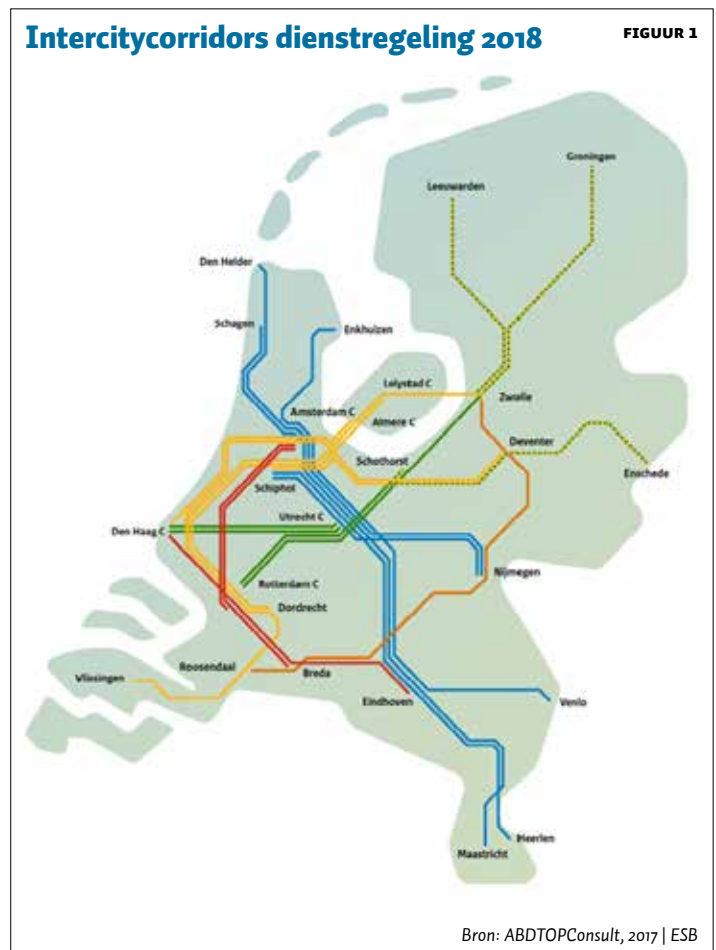 Intercitycorridors dienstregeling 2018
FIGUUR 1
Groningen
Leeuwarden
Den Helder
Schagen
Enkhuizen
Lelystad C
Zwolle
Amsterdam C
Almere C
Deventer
Schothorst
Enschede
Schiphol
Utrecht C
Den Haag C
Nijmegen
Rotterdam C
Dordrecht
Roosendaal
Breda
Vlissingen
Eindhoven
Venlo
Heerlen
Maastricht
Bron: ABDTOPConsult, 2017 | ESB